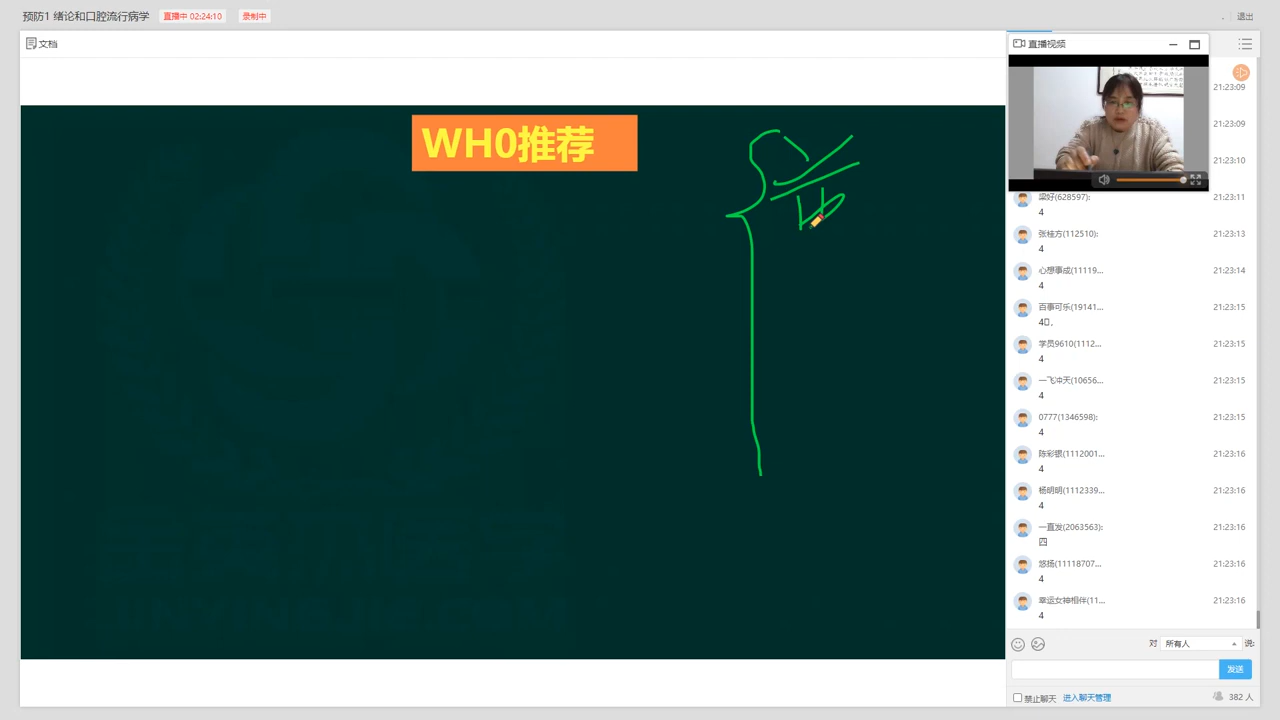 预防1 绪论和口腔流行病学 直播中 02:24:10 录制中 退出
文档
直播视频
WH0推荐
21:23:09
21:23:09
21:23:10
梁好(628597): 21:23:11
4
张桂方(112510): 21:23:13
4
心想事成(11119... 21:23:14
4
百事可乐(19141... 21:23:15
4
学员9610(1112... 21:23:15
4
一飞冲天(10656... 21:23:15
4
0777(1346598): 21:23:15
4
陈彩银(1112001... 21:23:16
4
杨明明(1112339... 21:23:16
4
一直发(2063563): 21:23:16
四
悠扬(11118707... 21:23:16
4
幸运女神相伴(11... 21:23:16
4
对 所有人 说:
发送
禁止聊天 进入聊天管理 382 人